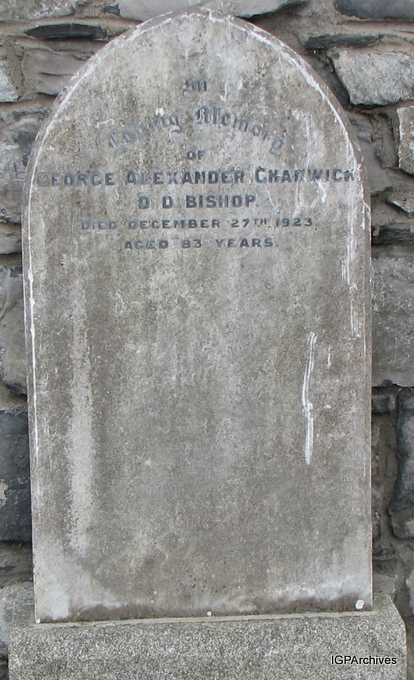 In
Loving Memory
OF
GEORGE ALEXANDER CHADWICK
D.D. BISHOP.
DIED DECEMBER 27TH, 1923,
AGED 83 YEARS.
IGPArchives